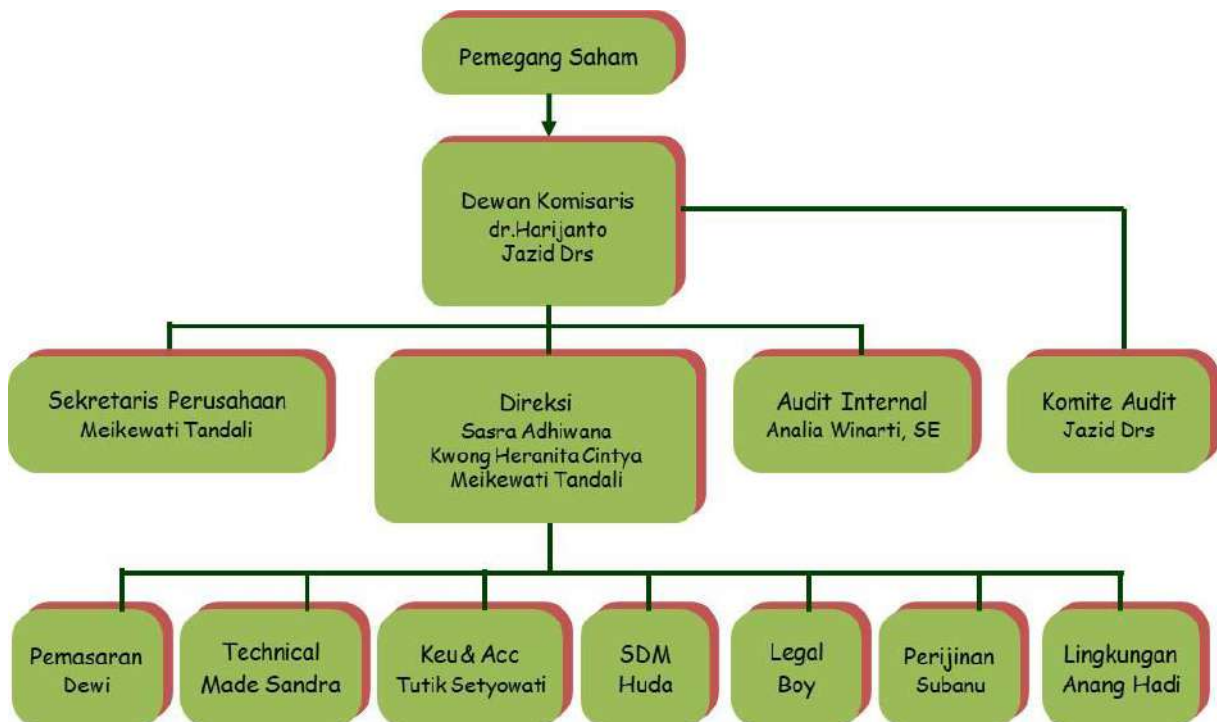 Pemegang Saham
Dewan Komisaris
dr.Harijanto
Jazid Drs
Sekretaris Perusahaan
Meikewati Tandali
Direksi
Sasra Adhiwana
Kwong Heranita Cintya
Meikewati Tandali
Audit Internal
Analia Winarti, SE
Komite Audit
Jazid Drs
Pemasaran
Dewi
Technical
Made Sandra
Keu & Acc
Tutik Setyowati
SDM
Huda
Legal
Boy
Perijinan
Subanu
Lingkungan
Anang Hadi